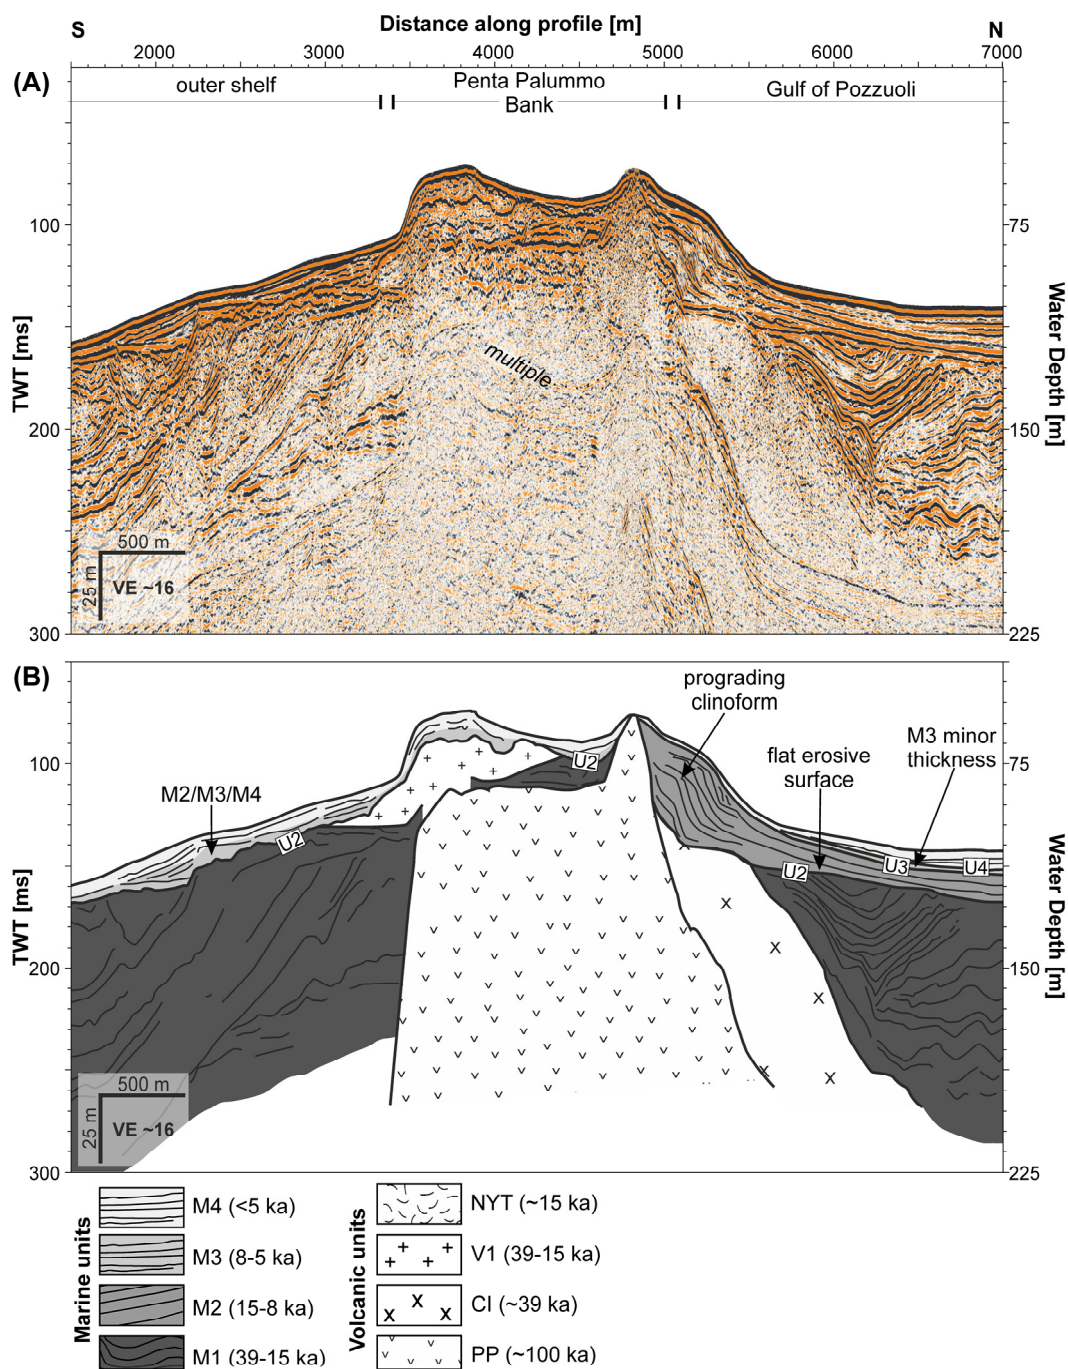 S
Distance along profile [m]
N
2000 3000 4000 5000 6000 7000
(A)
outer shelf
Penta Palummo
Bank
Gulf of Pozzuoli
100
200
300
TWT [ms]
75
150
225
Water Depth [m]
multiple
500 m
25 m
VE ~16
(B)
prograding
clinoform
flat erosive
surface
M3 minor
thickness
M2/M3/M4
U2
U2
U2
U3
U4
100
200
300
TWT [ms]
75
150
225
Water Depth [m]
500 m
25 m
VE ~16
Marine units
M4 (<5 ka)
M3 (8-5 ka)
M2 (15-8 ka)
M1 (39-15 ka)
Volcanic units
NYT (~15 ka)
V1 (39-15 ka)
CI (~39 ka)
PP (~100 ka)